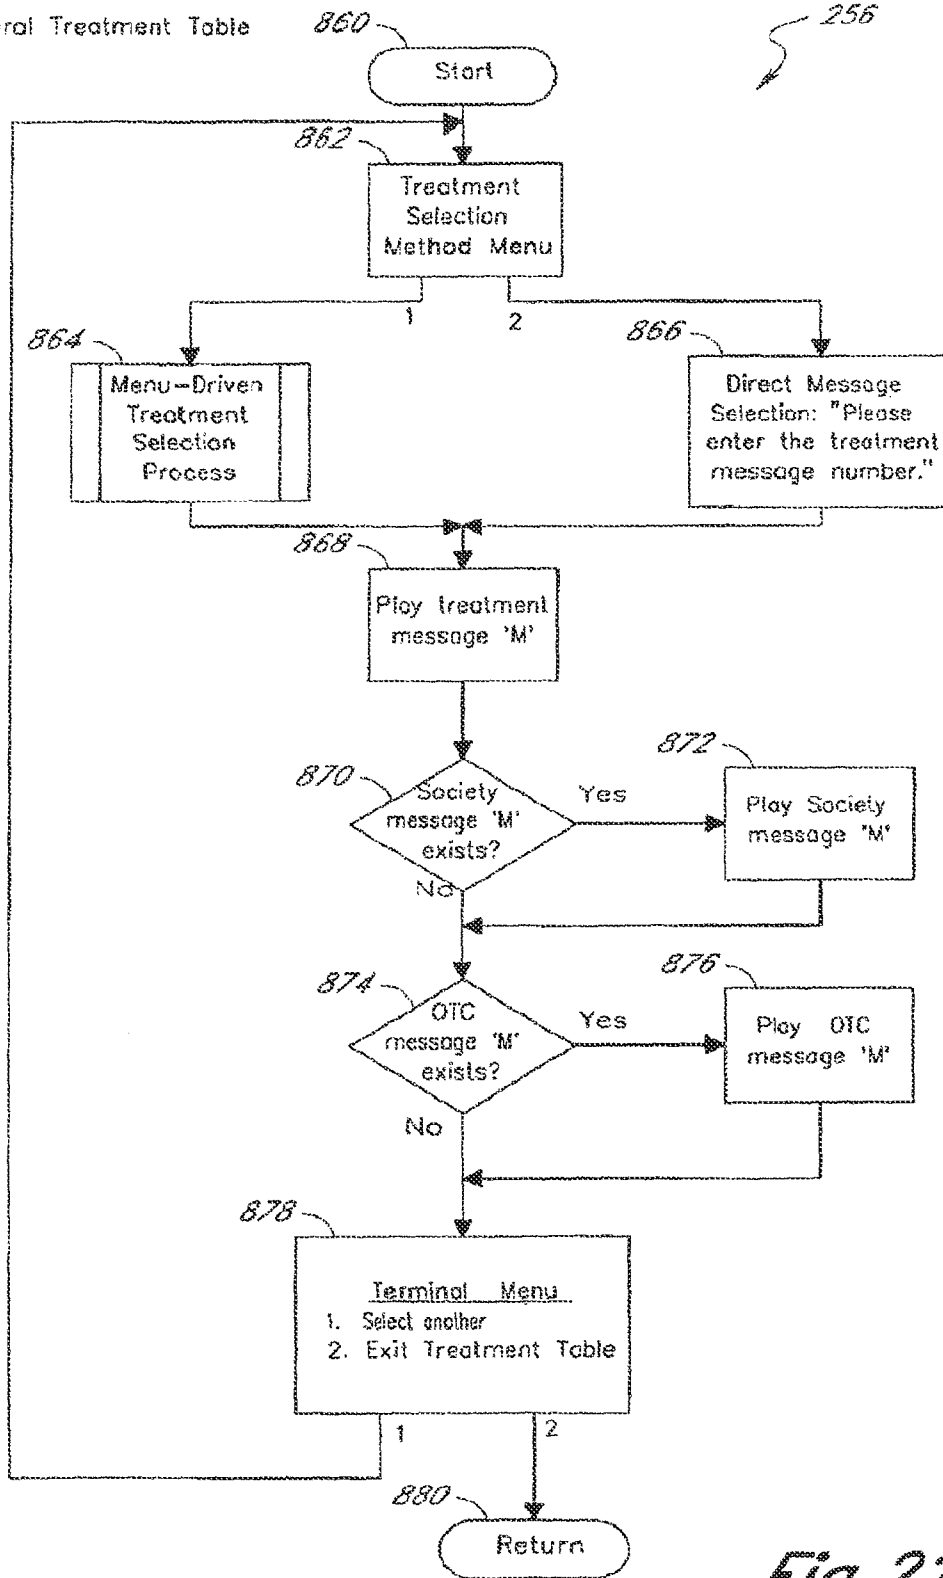 ral Treatment Table
860
256
Start
862
Treatment
Selection
Method Menu
1
2
864
866
Menu-Driven
Treatment
Selection
Process
Direct Message
Selection: "Please
enter the treatment
message number."
868
Play treatment
message 'M'
870
Society
message 'M'
exists?
Yes
No
872
Play Society
message 'M'
874
OTC
message 'M'
exists?
Yes
No
876
Play OTC
message 'M'
878
Terminal Menu
1. Select another
2. Exit Treatment Table
1
2
880
Return
Fig. 2